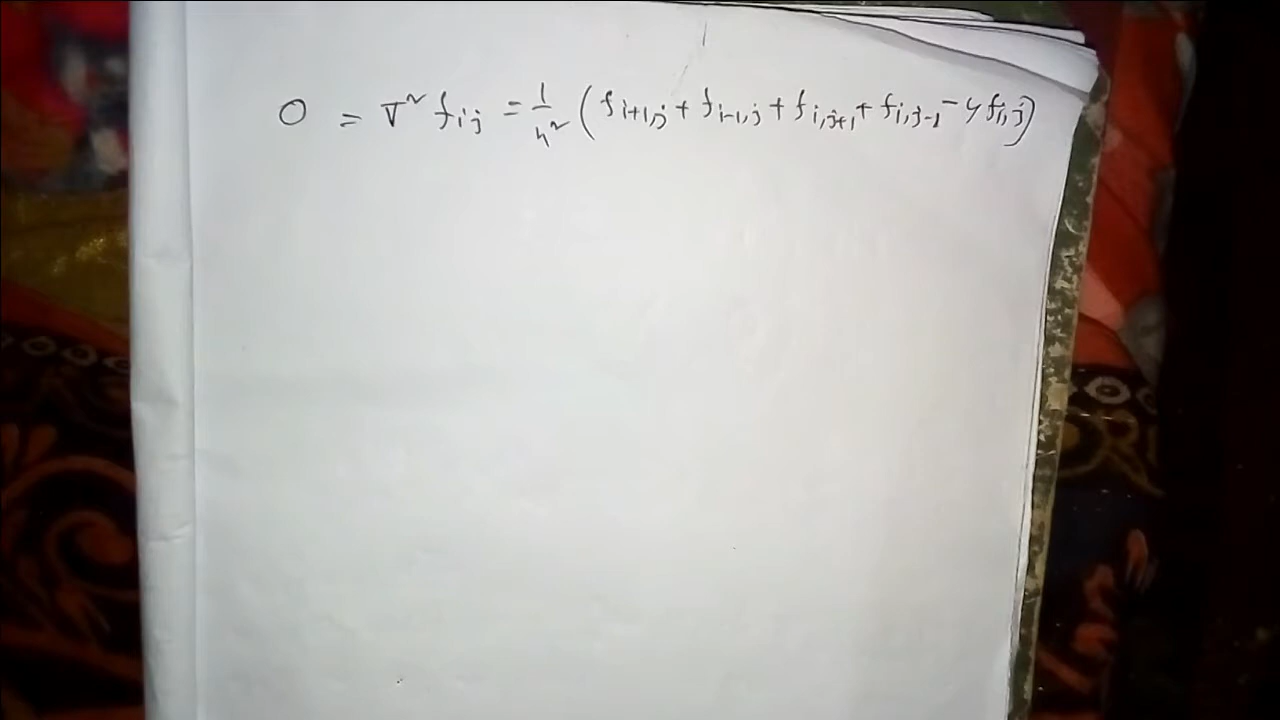 0 = ∇² f_{i,j} = 1/h² (f_{i+1,j} + f_{i-1,j} + f_{i,j+1} + f_{i,j-1} - 4f_{i,j})